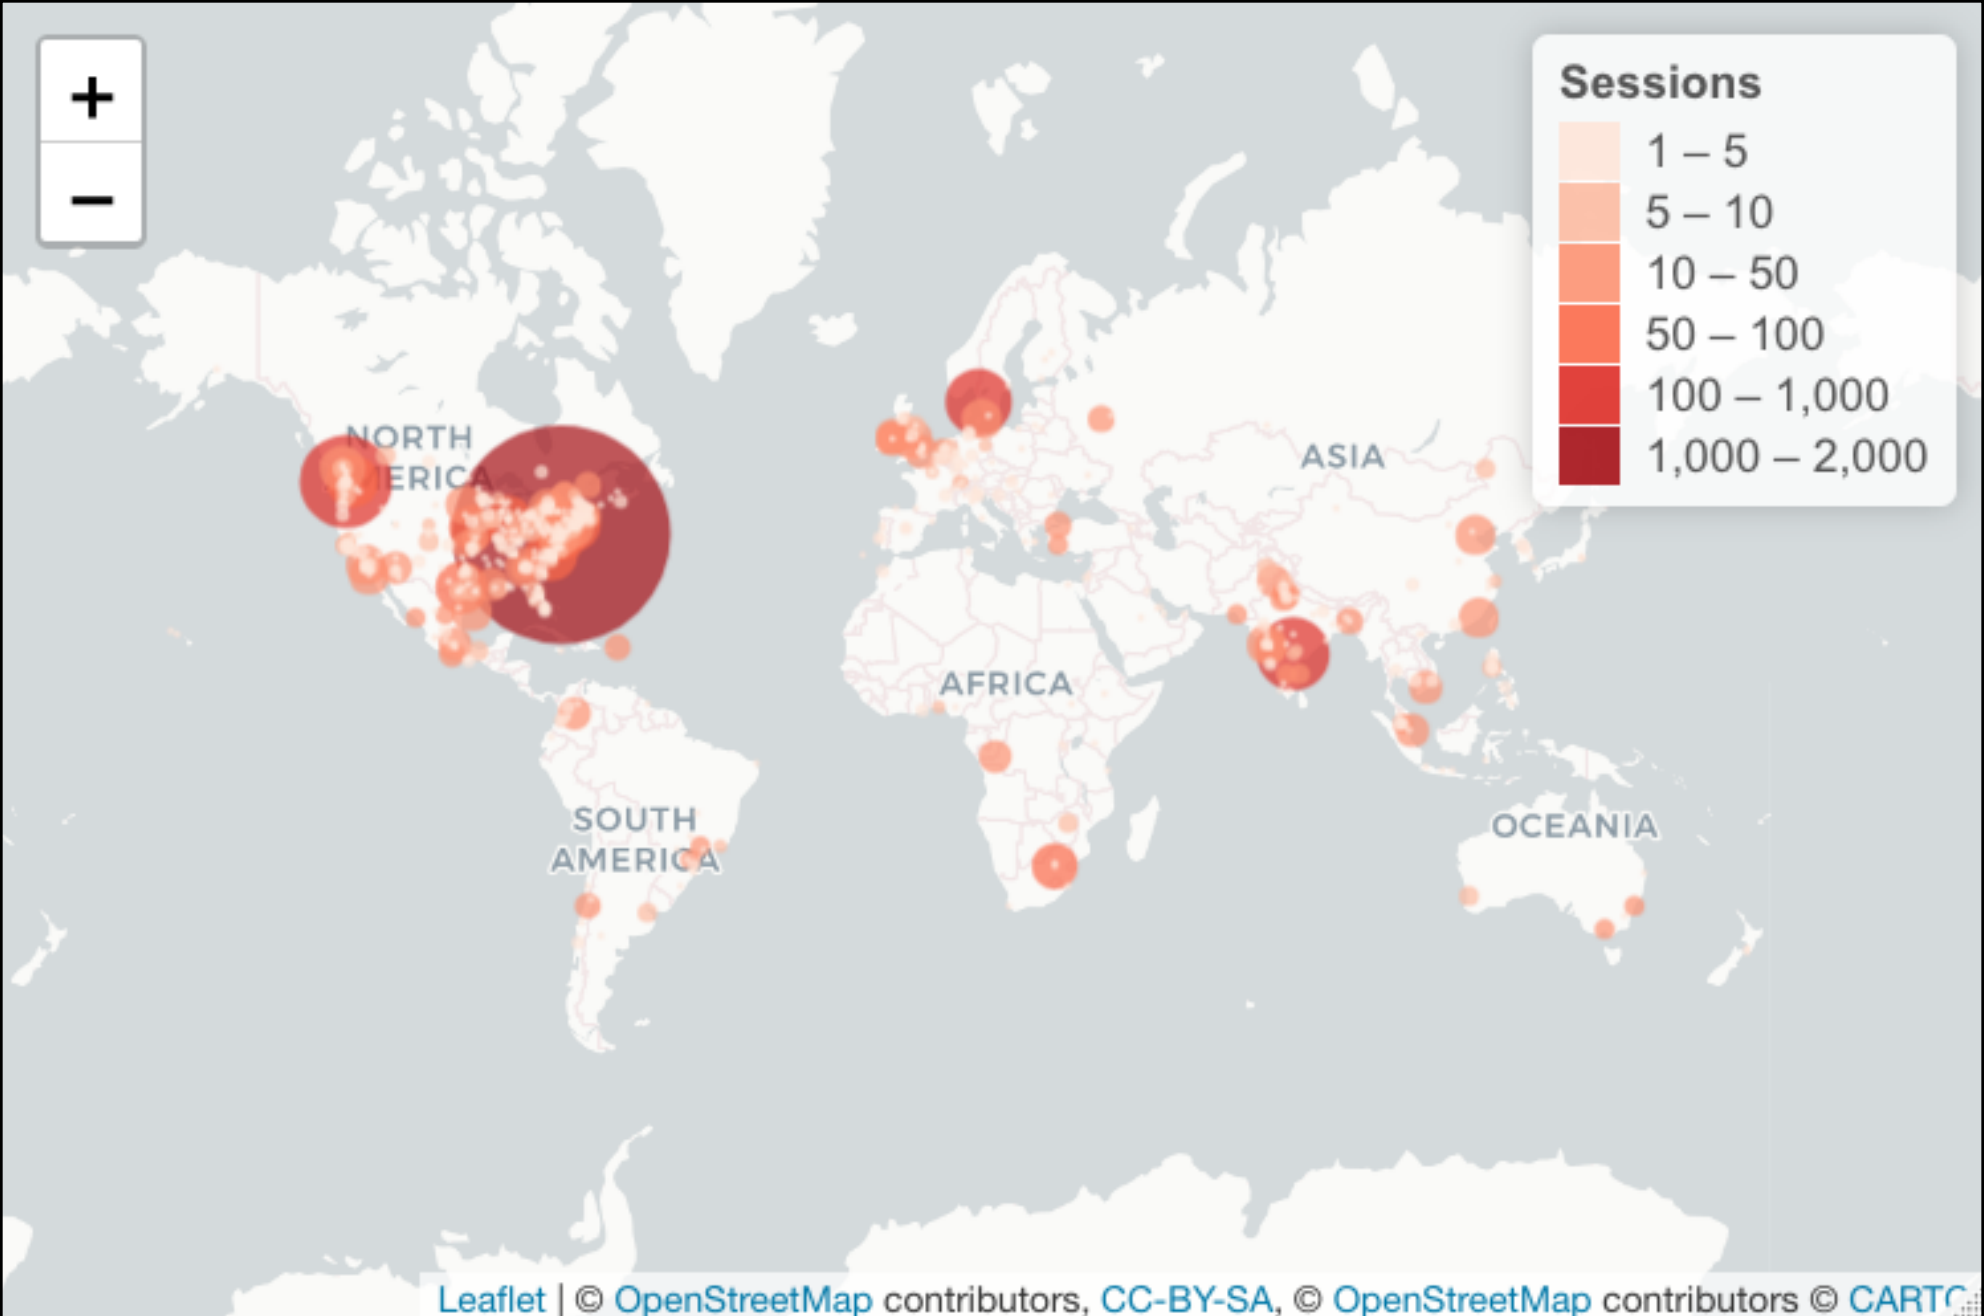 +
−
Sessions
1 – 5
5 – 10
10 – 50
50 – 100
100 – 1,000
1,000 – 2,000
NORTH
ERICA
ASIA
AFRICA
SOUTH
AMERICA
OCEANIA
Leaflet | © OpenStreetMap contributors, CC-BY-SA, © OpenStreetMap contributors © CARTO